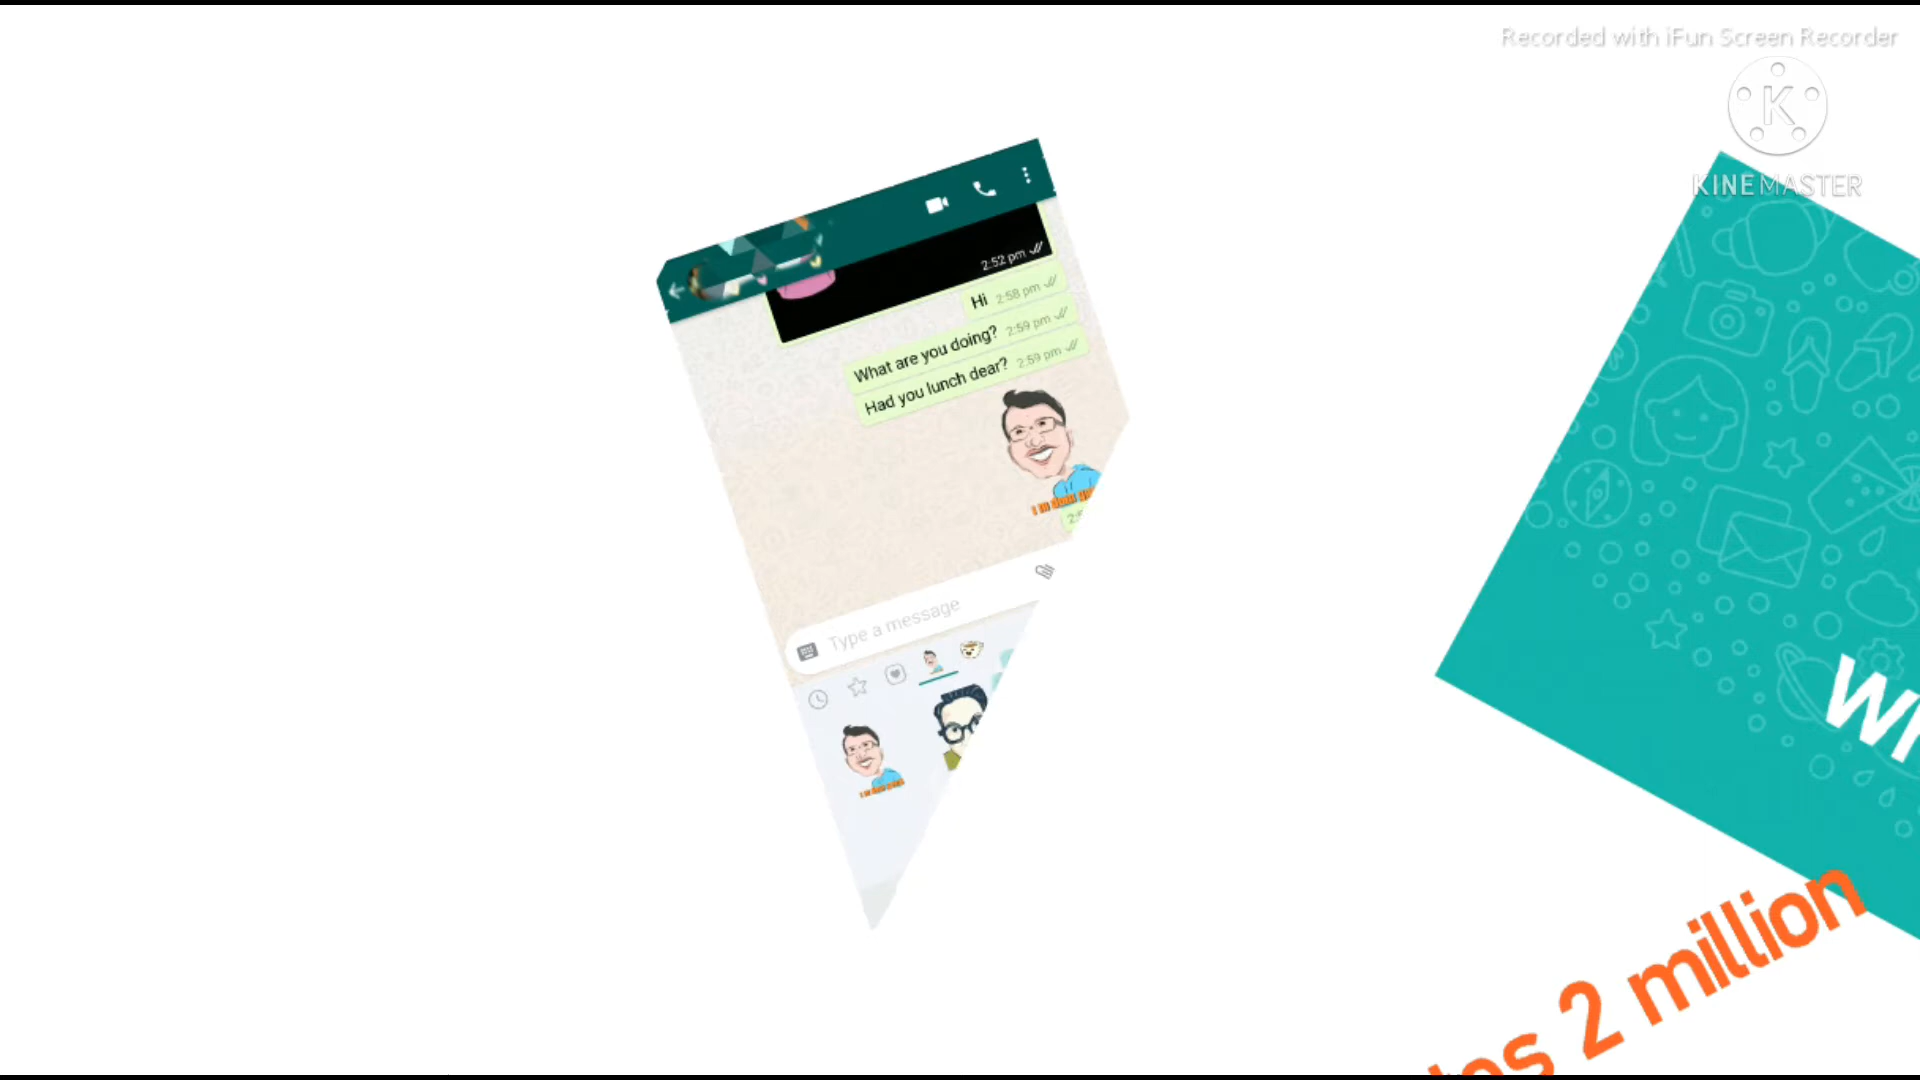 Recorded with iFun Screen Recorder
KINEMASTER
2:52 pm
Hi 2:58 pm
What are you doing? 2:59 pm
Had you lunch dear? 2:59 pm
Type a message
2 million